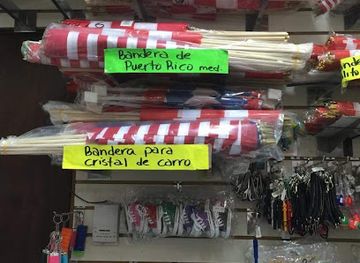 Bandera de
Puerto Rico med.
Bandera para
cristal de carro